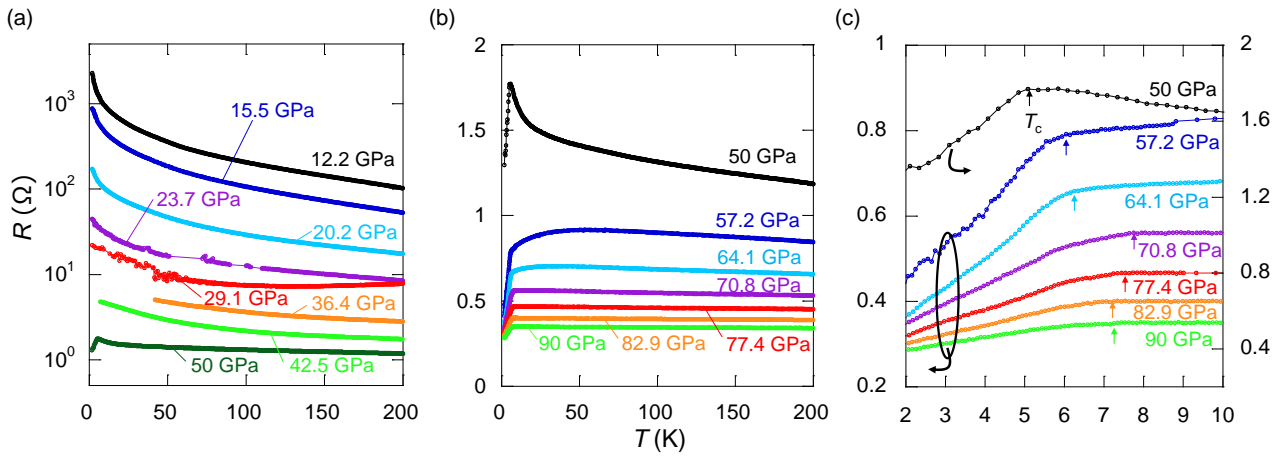 (a)
(b)
(c)
R (Ω)
10³
10²
10¹
10⁰
0
50
100
150
200
15.5 GPa
12.2 GPa
23.7 GPa
20.2 GPa
29.1 GPa
36.4 GPa
50 GPa
42.5 GPa
2
1.5
1
0.5
0
0
50
100
150
200
50 GPa
57.2 GPa
64.1 GPa
70.8 GPa
90 GPa
82.9 GPa
77.4 GPa
T (K)
1
0.8
0.6
0.4
0.2
2
3
4
5
6
7
8
9
10
2
1.6
1.2
0.8
0.4
50 GPa
Tc
57.2 GPa
64.1 GPa
70.8 GPa
77.4 GPa
82.9 GPa
90 GPa